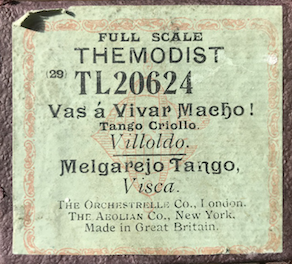 FULL SCALE
THEMODIST
(29) TL20624
Vas á Vivar Macho!
Tango Criollo.
Villoldo.
Melgarejo Tango,
Visca.
THE ORCHESTRELLE CO., LONDON.
THE AEOLIAN CO., NEW YORK.
Made in Great Britain.